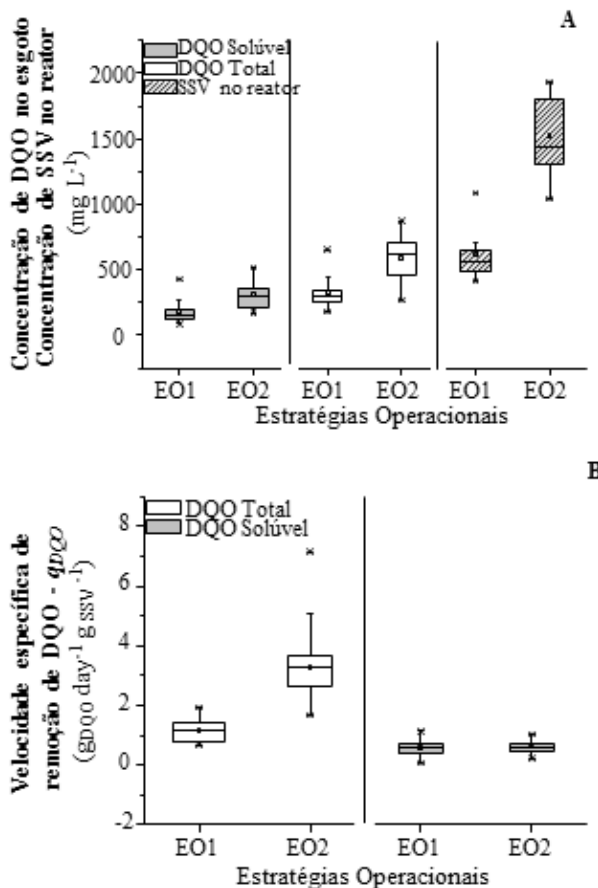 A
Concentração de DQO no esgoto
Concentração de SSV no reator
(mg L-1)
DQO Solúvel
DQO Total
SSV no reator
2000
1500
1000
500
0
EO1 EO2 EO1 EO2 EO1 EO2
Estratégias Operacionais
B
Velocidade específica de
remoção de DQO - qDQO
(gDQO day-1 g SSV -1)
DQO Total
DQO Solúvel
8
6
4
2
0
-2
EO1 EO2 EO1 EO2
Estratégias Operacionais